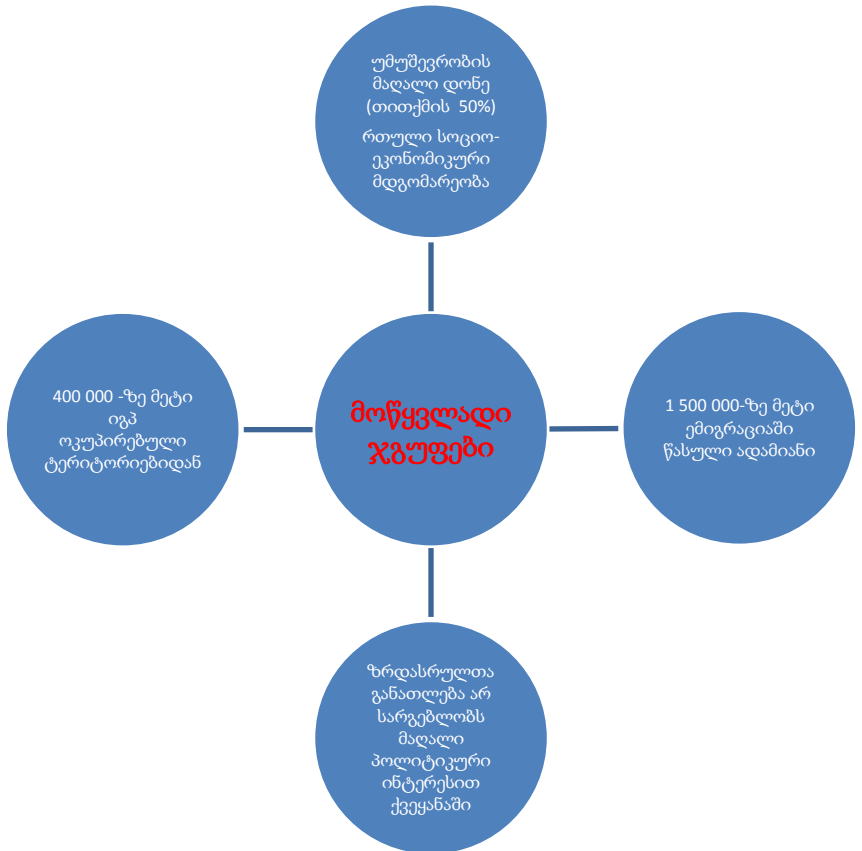 უმუშევრობის
მაღალი დონე
(თითქმის 50%)
რთული სოციო-
ეკონომიკური
მდგომარეობა
400 000 -ზე მეტი
იგპ
ოკუპირებული
ტერიტორიებიდან
მოწყვლადი
ჯგუფები
1 500 000-ზე მეტი
ემიგრაციაში
წასული ადამიანი
ზრდასრულთა
განათლება არ
სარგებლობს
მაღალი
პოლიტიკური
ინტერესით
ქვეყანაში